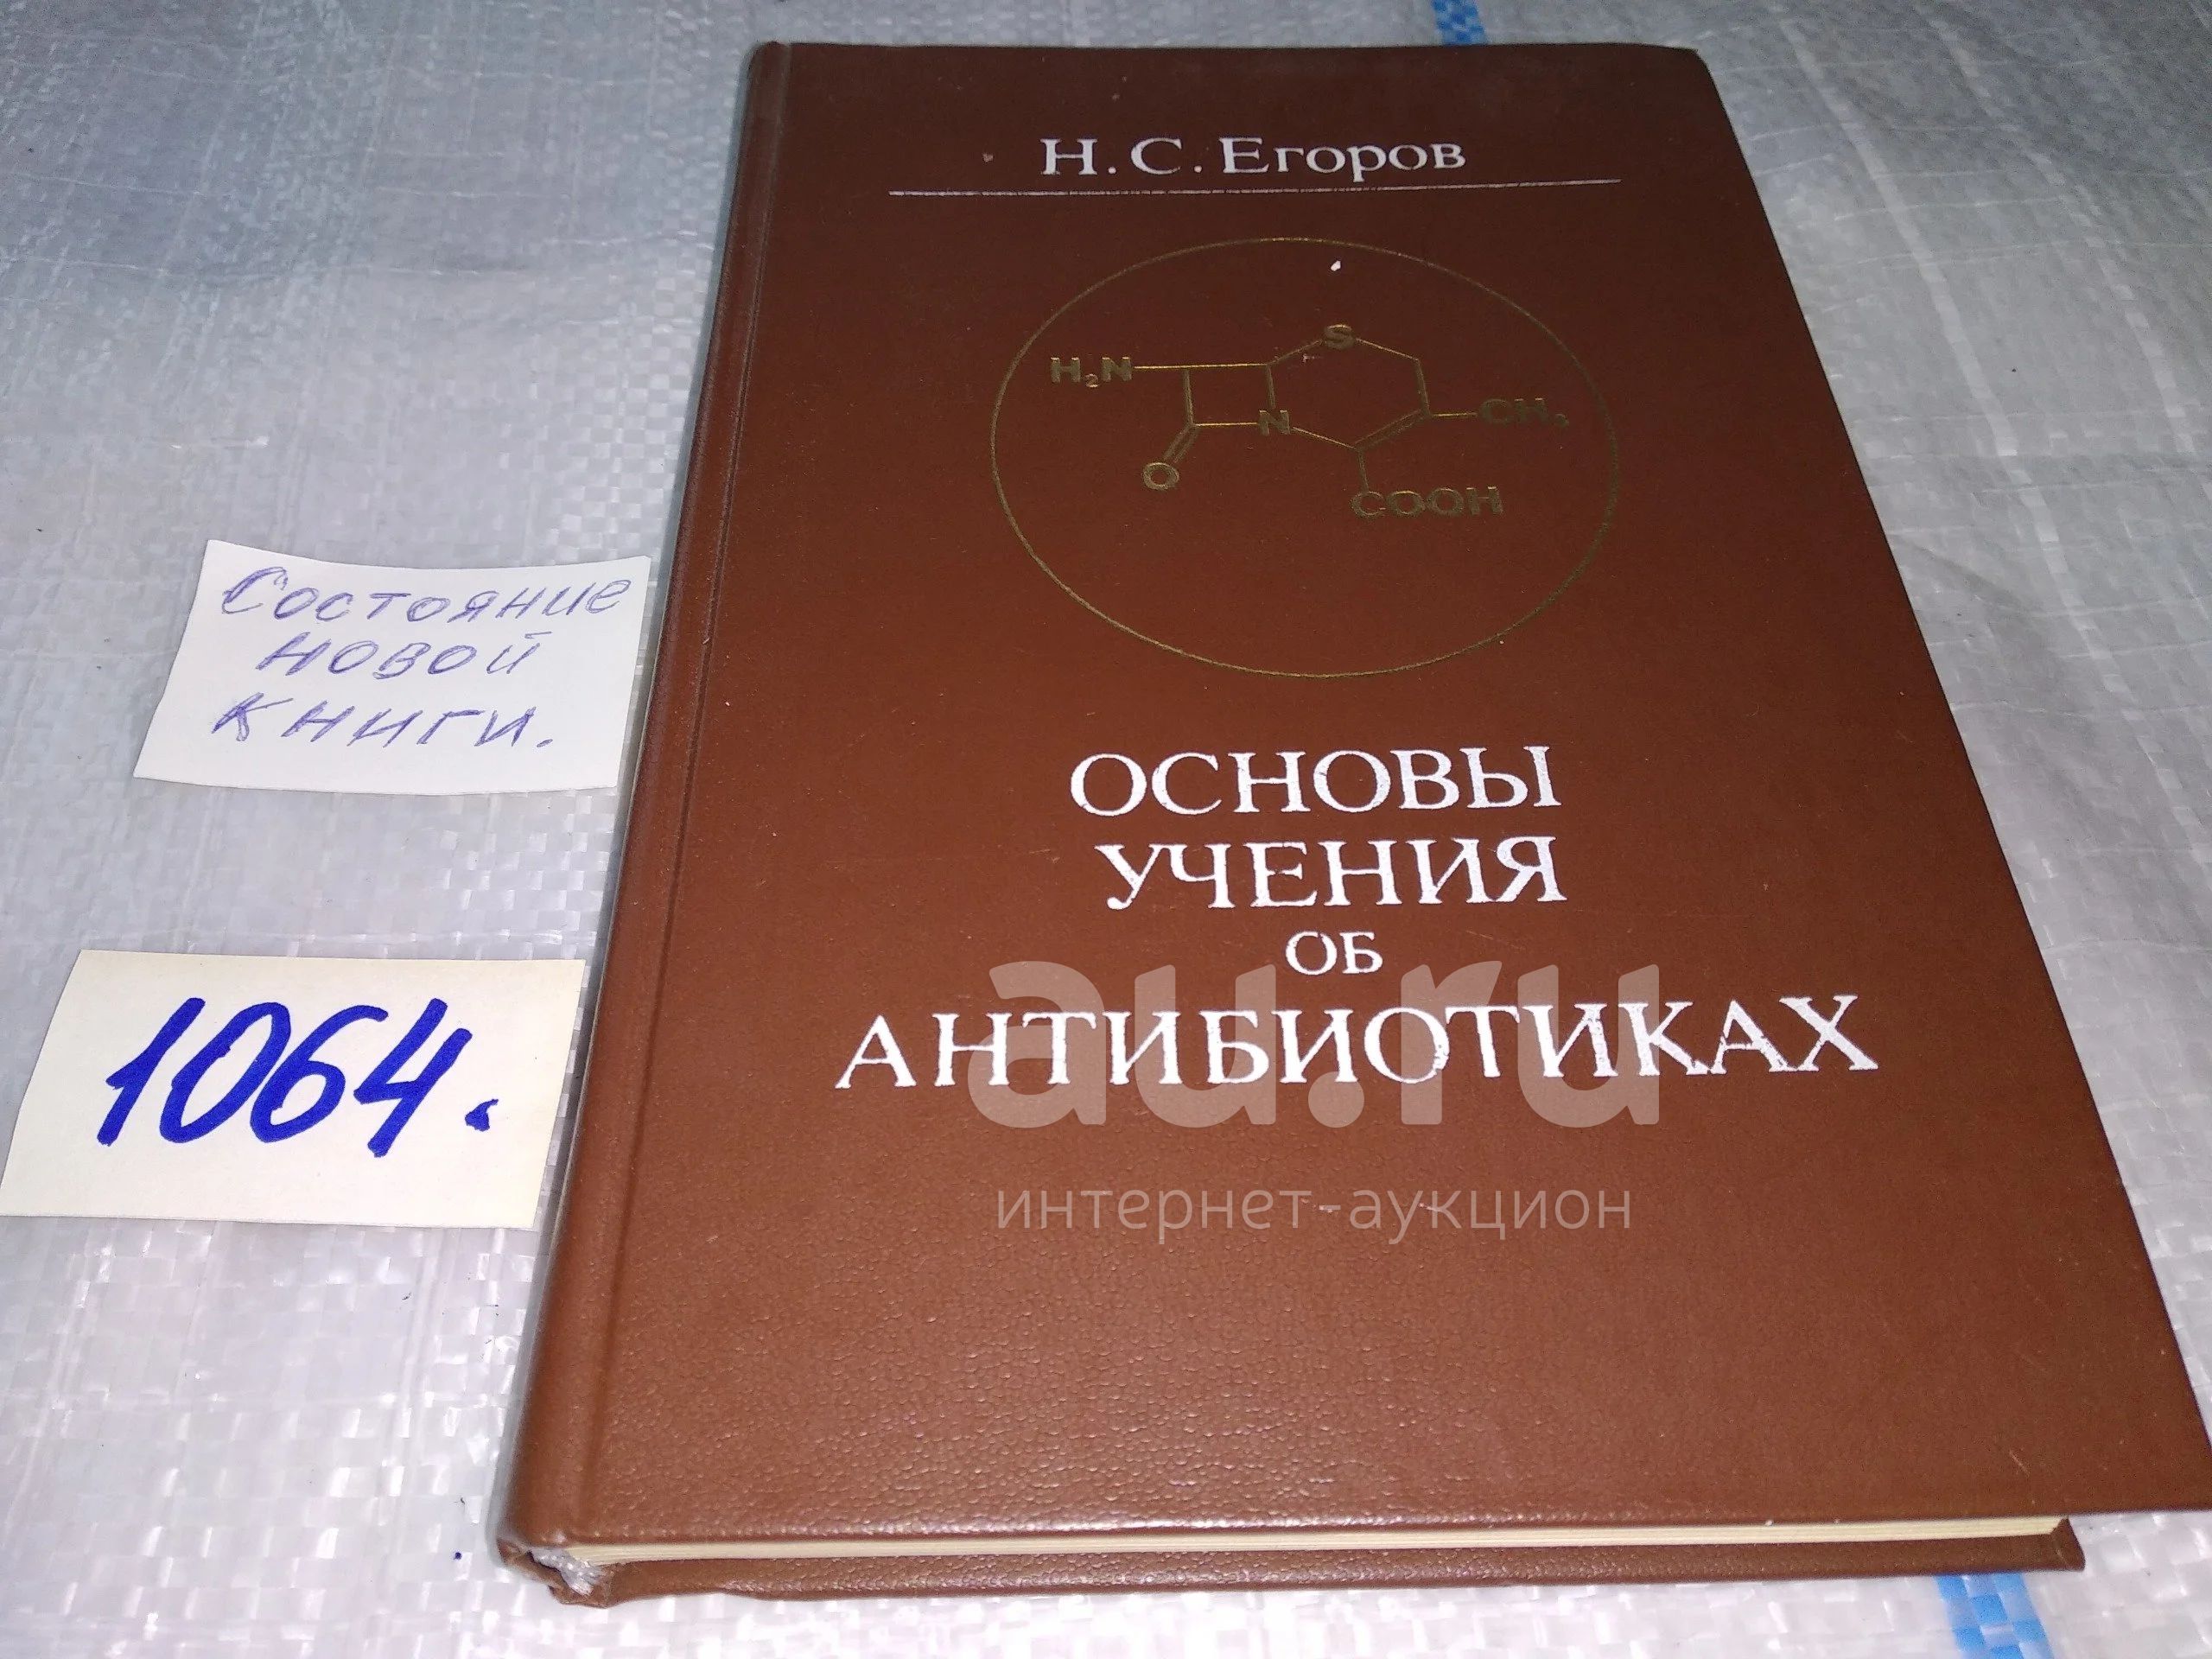 Н. С. Егоров
S
H₂N
N
CH₃
O
COOH
ОСНОВЫ
УЧЕНИЯ
ОБ
АНТИБИОТИКАХ
Состояние
новой
книги.
1064.
au.ru
интернет-аукцион